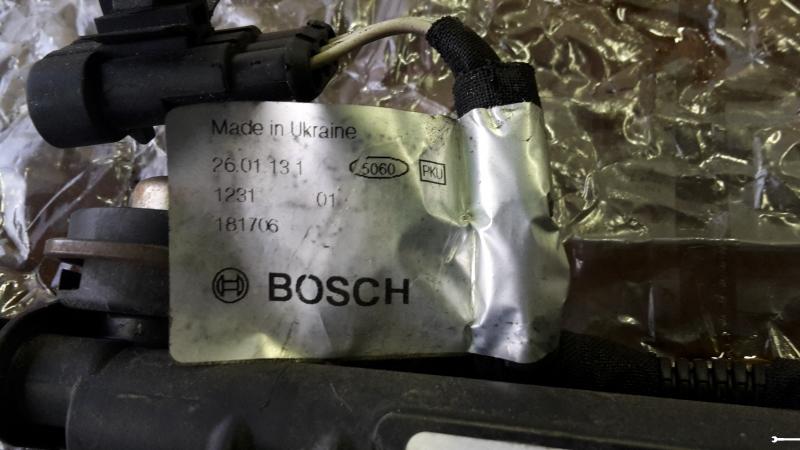 Made in Ukraine
26.01.13 1 5060 PKU
1231 01
181706
BOSCH